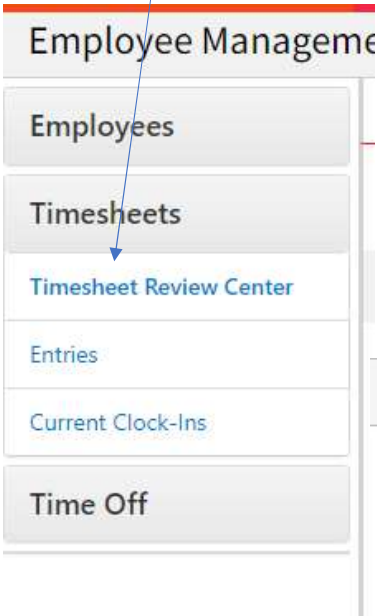 Employee Manageme
Employees
Timesheets
Timesheet Review Center
Entries
Current Clock-Ins
Time Off